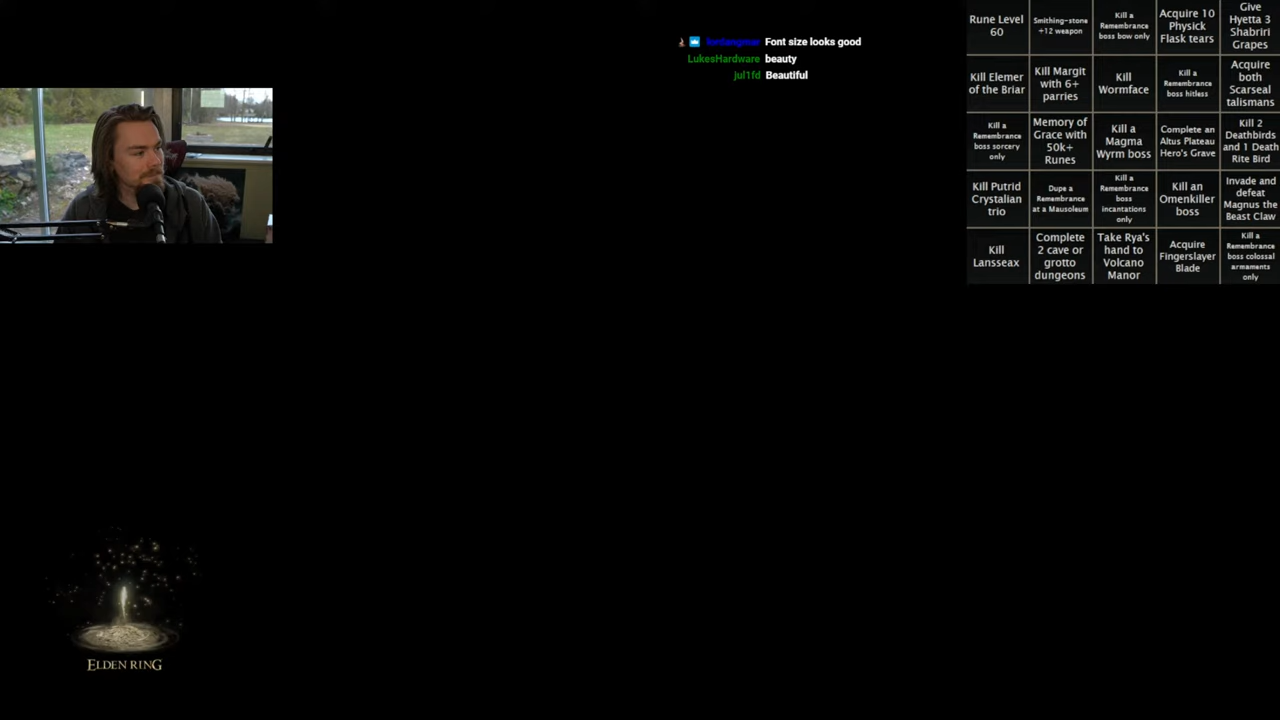 Font size looks good
LukesHardware beauty
Jul1fd Beautiful
Rune Level
60
Smithing-stone
+12 weapon
Kill a
Remembrance
boss bow only
Acquire 10
Physick
Flask tears
Give
Hyetta 3
Shabriri
Grapes
Kill Elemer
of the Briar
Kill Margit
with 6+
parries
Kill
Wormface
Kill a
Remembrance
boss hitless
Acquire
both
Scarseal
talismans
Kill a
Remembrance
boss sorcery
only
Memory of
Grace with
50k+
Runes
Kill a
Magma
Wyrm boss
Complete an
Altus Plateau
Hero's Grave
Kill 2
Deathbirds
and 1 Death
Rite Bird
Kill Putrid
Crystalian
trio
Dupe a
Remembrance
at a Mausoleum
Kill a
Remembrance
boss
incantations
only
Kill an
Omenkiller
boss
Invade and
defeat
Magnus the
Beast Claw
Kill
Lansseax
Complete
2 cave or
grotto
dungeons
Take Rya's
hand to
Volcano
Manor
Acquire
Fingerslayer
Blade
Kill a
Remembrance
boss colossal
armaments
only
ELDEN RING